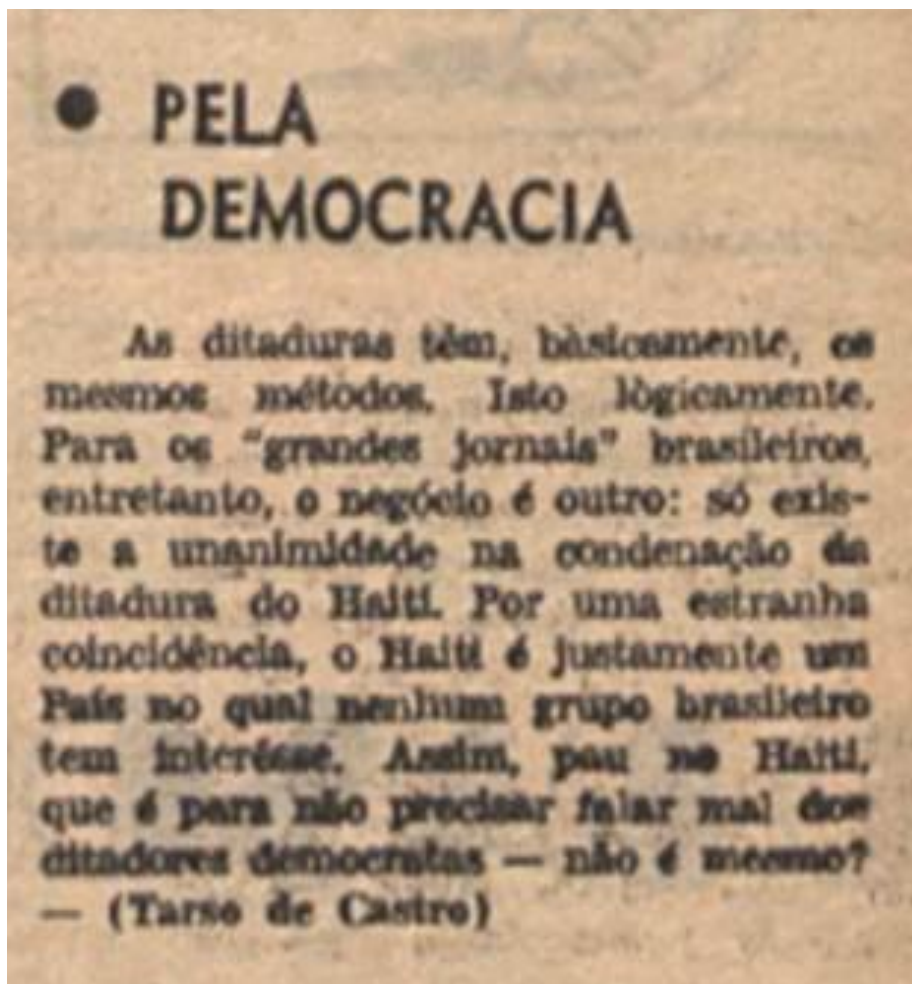 ● PELA
DEMOCRACIA
As ditaduras têm, bàsicamente, os
mesmos métodos. Isto lògicamente.
Para os "grandes jornais" brasileiros,
entretanto, o negócio é outro: só exis-
te a unanimidade na condenação da
ditadura do Haiti. Por uma estranha
coincidência, o Haiti é justamente um
País no qual nenhum grupo brasileiro
tem interêsse. Assim, pau no Haiti,
que é para não precisar falar mal dos
ditadores democratas — não é mesmo?
— (Tarso de Castro)